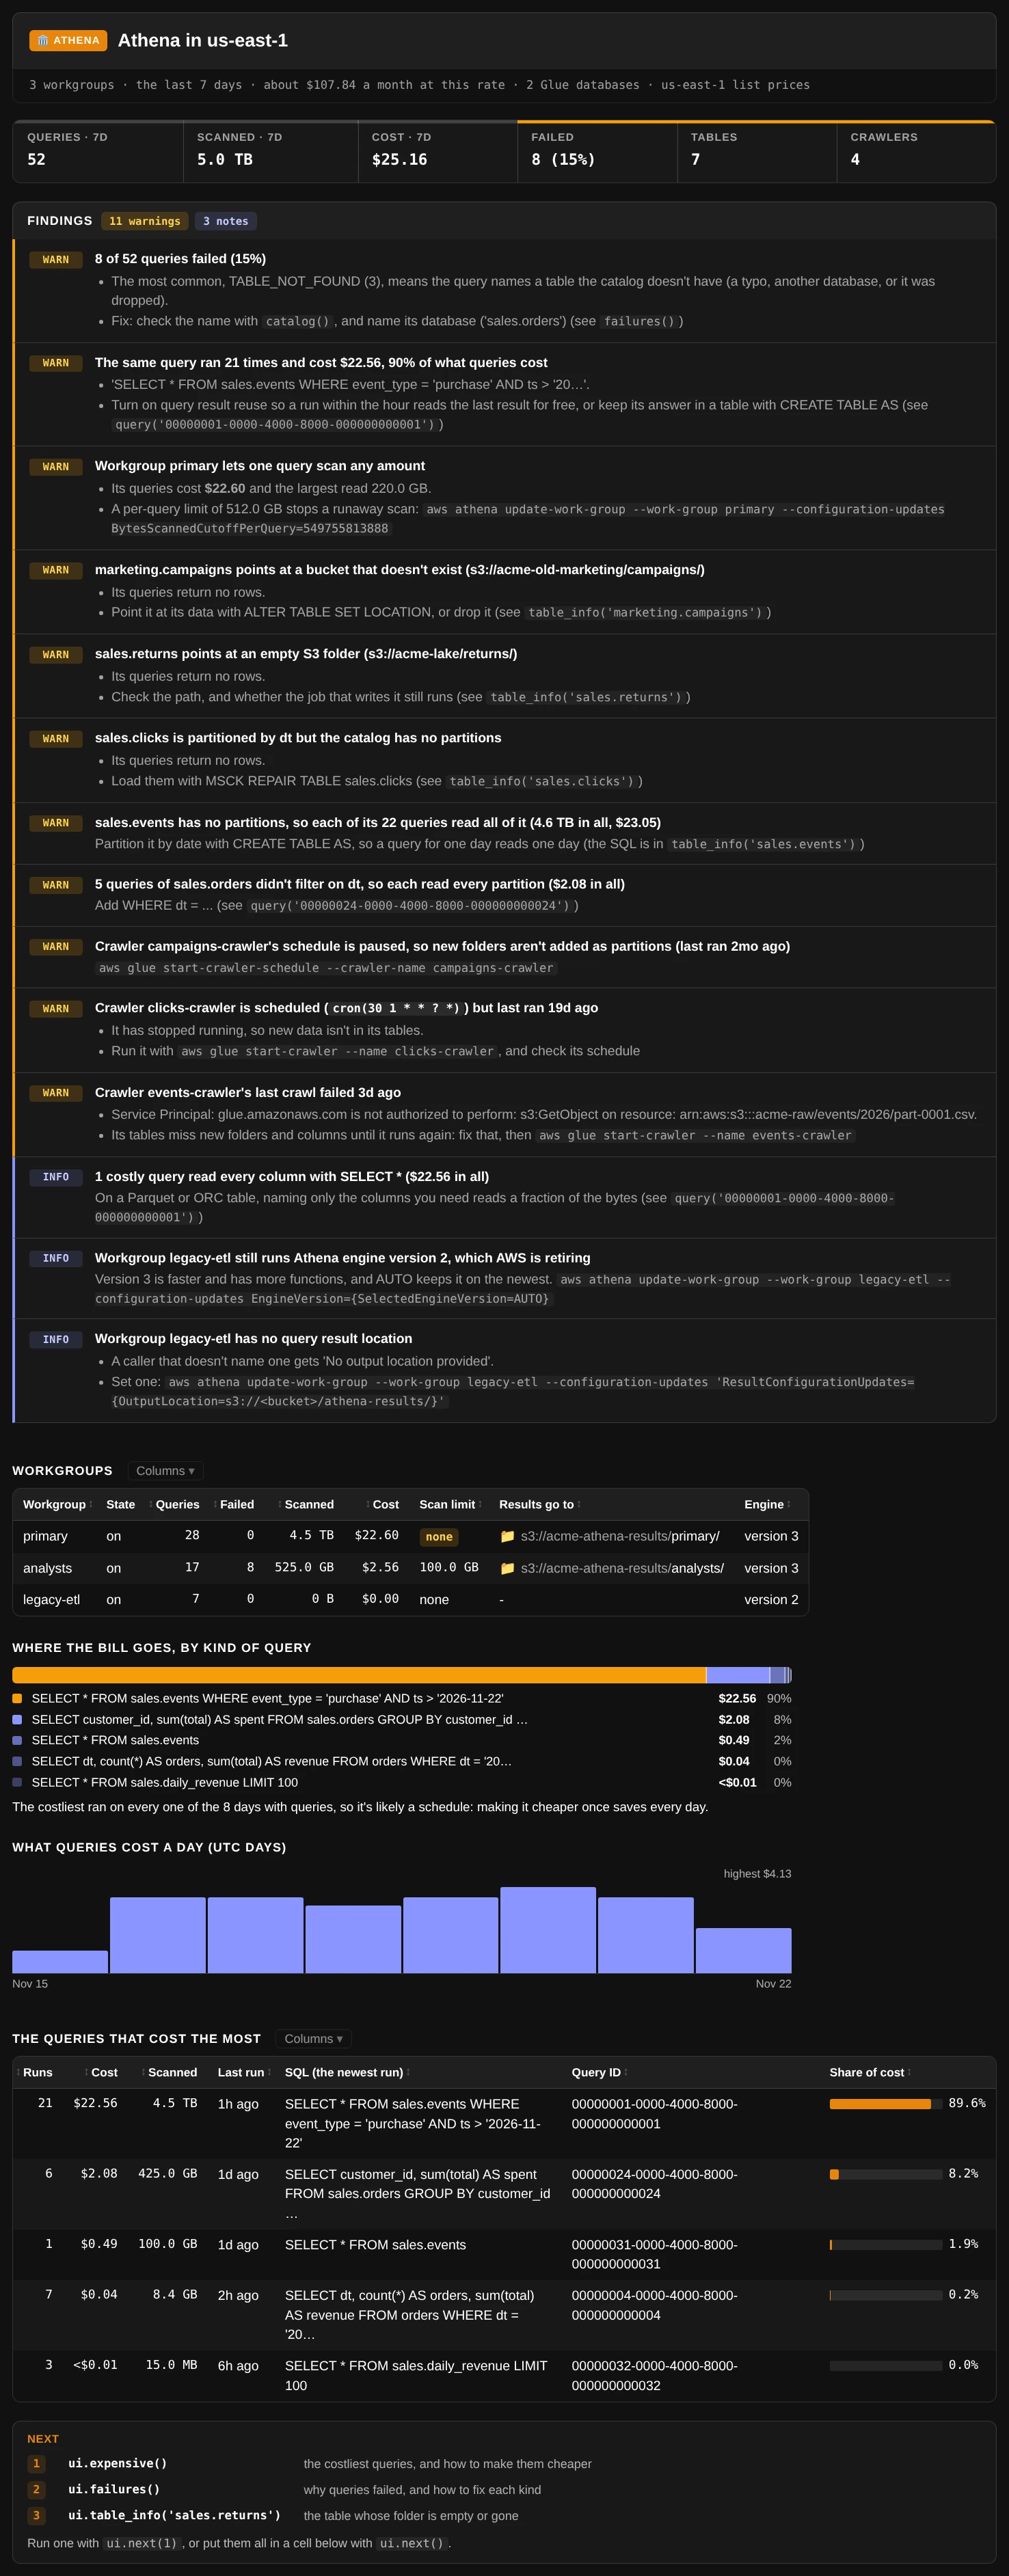 🏛️ ATHENA Athena in us-east-1
3 workgroups · the last 7 days · about $107.84 a month at this rate · 2 Glue databases · us-east-1 list prices
QUERIES · 7D SCANNED · 7D COST · 7D FAILED TABLES CRAWLERS
52 5.0 TB $25.16 8 (15%) 7 4
FINDINGS 11 warnings 3 notes
WARN 8 of 52 queries failed (15%)
• The most common, TABLE_NOT_FOUND (3), means the query names a table the catalog doesn't have (a typo, another database, or it was
dropped).
• Fix: check the name with catalog(), and name its database ('sales.orders') (see failures())
WARN The same query ran 21 times and cost $22.56, 90% of what queries cost
• 'SELECT * FROM sales.events WHERE event_type = 'purchase' AND ts > '20…'.
• Turn on query result reuse so a run within the hour reads the last result for free, or keep its answer in a table with CREATE TABLE AS (see
query('00000001-0000-4000-8000-000000000001'))
WARN Workgroup primary lets one query scan any amount
• Its queries cost $22.60 and the largest read 220.0 GB.
• A per-query limit of 512.0 GB stops a runaway scan: aws athena update-work-group --work-group primary --configuration-updates
BytesScannedCutoffPerQuery=549755813888
WARN marketing.campaigns points at a bucket that doesn't exist (s3://acme-old-marketing/campaigns/)
• Its queries return no rows.
• Point it at its data with ALTER TABLE SET LOCATION, or drop it (see table_info('marketing.campaigns'))
WARN sales.returns points at an empty S3 folder (s3://acme-lake/returns/)
• Its queries return no rows.
• Check the path, and whether the job that writes it still runs (see table_info('sales.returns'))
WARN sales.clicks is partitioned by dt but the catalog has no partitions
• Its queries return no rows.
• Load them with MSCK REPAIR TABLE sales.clicks (see table_info('sales.clicks'))
WARN sales.events has no partitions, so each of its 22 queries read all of it (4.6 TB in all, $23.05)
Partition it by date with CREATE TABLE AS, so a query for one day reads one day (the SQL is in table_info('sales.events'))
WARN 5 queries of sales.orders didn't filter on dt, so each read every partition ($2.08 in all)
Add WHERE dt = ... (see query('00000024-0000-4000-8000-000000000024'))
WARN Crawler campaigns-crawler's schedule is paused, so new folders aren't added as partitions (last ran 2mo ago)
aws glue start-crawler-schedule --crawler-name campaigns-crawler
WARN Crawler clicks-crawler is scheduled (cron(30 1 * * ? *)) but last ran 19d ago
• It has stopped running, so new data isn't in its tables.
• Run it with aws glue start-crawler --name clicks-crawler, and check its schedule
WARN Crawler events-crawler's last crawl failed 3d ago
• Service Principal: glue.amazonaws.com is not authorized to perform: s3:GetObject on resource: arn:aws:s3:::acme-raw/events/2026/part-0001.csv.
• Its tables miss new folders and columns until it runs again: fix that, then aws glue start-crawler --name events-crawler
INFO 1 costly query read every column with SELECT * ($22.56 in all)
On a Parquet or ORC table, naming only the columns you need reads a fraction of the bytes (see query('00000001-0000-4000-8000-
000000000001'))
INFO Workgroup legacy-etl still runs Athena engine version 2, which AWS is retiring
Version 3 is faster and has more functions, and AUTO keeps it on the newest. aws athena update-work-group --work-group legacy-etl --
configuration-updates EngineVersion={SelectedEngineVersion=AUTO}
INFO Workgroup legacy-etl has no query result location
• A caller that doesn't name one gets 'No output location provided'.
• Set one: aws athena update-work-group --work-group legacy-etl --configuration-updates 'ResultConfigurationUpdates=
{OutputLocation=s3://<bucket>/athena-results/}'
WORKGROUPS Columns ▾
Workgroup ↕ State ↕ Queries ↕ Failed ↕ Scanned ↕ Cost Scan limit ↕ Results go to ↕ Engine ↕
primary on 28 0 4.5 TB $22.60 none 📁 s3://acme-athena-results/primary/ version 3
analysts on 17 8 525.0 GB $2.56 100.0 GB 📁 s3://acme-athena-results/analysts/ version 3
legacy-etl on 7 0 0 B $0.00 none - version 2
WHERE THE BILL GOES, BY KIND OF QUERY
SELECT * FROM sales.events WHERE event_type = 'purchase' AND ts > '2026-11-22' $22.56 90%
SELECT customer_id, sum(total) AS spent FROM sales.orders GROUP BY customer_id … $2.08 8%
SELECT * FROM sales.events $0.49 2%
SELECT dt, count(*) AS orders, sum(total) AS revenue FROM orders WHERE dt = '20… $0.04 0%
SELECT * FROM sales.daily_revenue LIMIT 100 <$0.01 0%
The costliest ran on every one of the 8 days with queries, so it's likely a schedule: making it cheaper once saves every day.
WHAT QUERIES COST A DAY (UTC DAYS)
highest $4.13
Nov 15 Nov 22
THE QUERIES THAT COST THE MOST Columns ▾
↕ Runs ↕ Cost ↕ Scanned Last run ↕ SQL (the newest run) ↕ Query ID ↕ Share of cost ↕
21 $22.56 4.5 TB 1h ago SELECT * FROM sales.events WHERE 00000001-0000-4000-8000- 89.6%
event_type = 'purchase' AND ts > '2026-11- 000000000001
22'
6 $2.08 425.0 GB 1d ago SELECT customer_id, sum(total) AS spent 00000024-0000-4000-8000- 8.2%
FROM sales.orders GROUP BY customer_id 000000000024
…
1 $0.49 100.0 GB 1d ago SELECT * FROM sales.events 00000031-0000-4000-8000- 1.9%
000000000031
7 $0.04 8.4 GB 2h ago SELECT dt, count(*) AS orders, sum(total) 00000004-0000-4000-8000- 0.2%
AS revenue FROM orders WHERE dt = 000000000004
'20…
3 <$0.01 15.0 MB 6h ago SELECT * FROM sales.daily_revenue LIMIT 00000032-0000-4000-8000- 0.0%
100 000000000032
NEXT
1 ui.expensive() the costliest queries, and how to make them cheaper
2 ui.failures() why queries failed, and how to fix each kind
3 ui.table_info('sales.returns') the table whose folder is empty or gone
Run one with ui.next(1), or put them all in a cell below with ui.next().